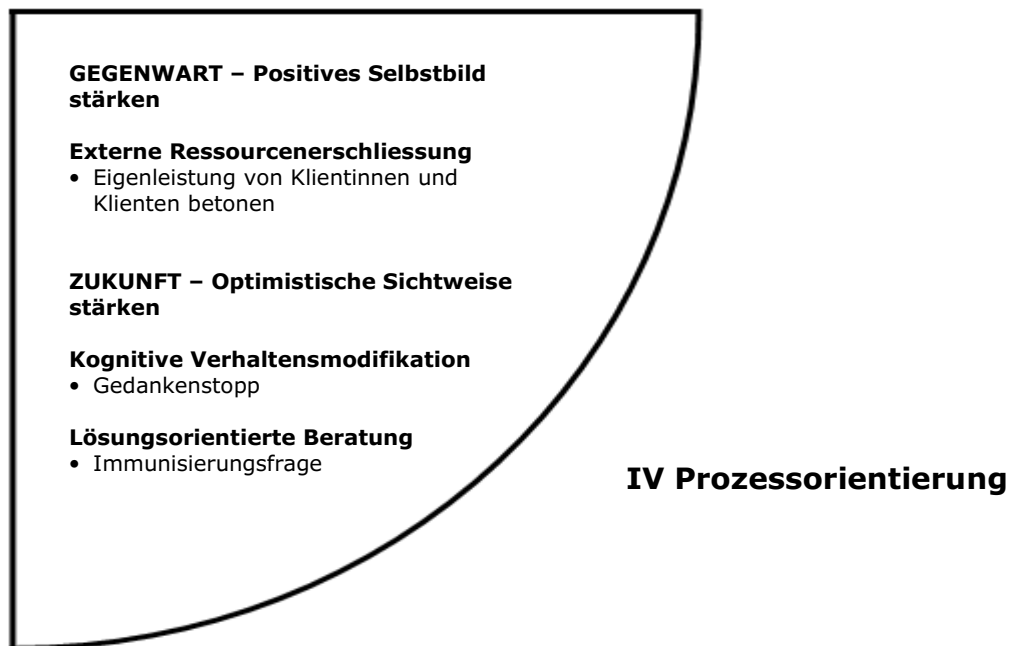 GEGENWART – Positives Selbstbild
stärken
Externe Ressourcenerschliessung
• Eigenleistung von Klientinnen und
Klienten betonen
ZUKUNFT – Optimistische Sichtweise
stärken
Kognitive Verhaltensmodifikation
• Gedankenstopp
Lösungsorientierte Beratung
• Immunisierungsfrage
IV Prozessorientierung